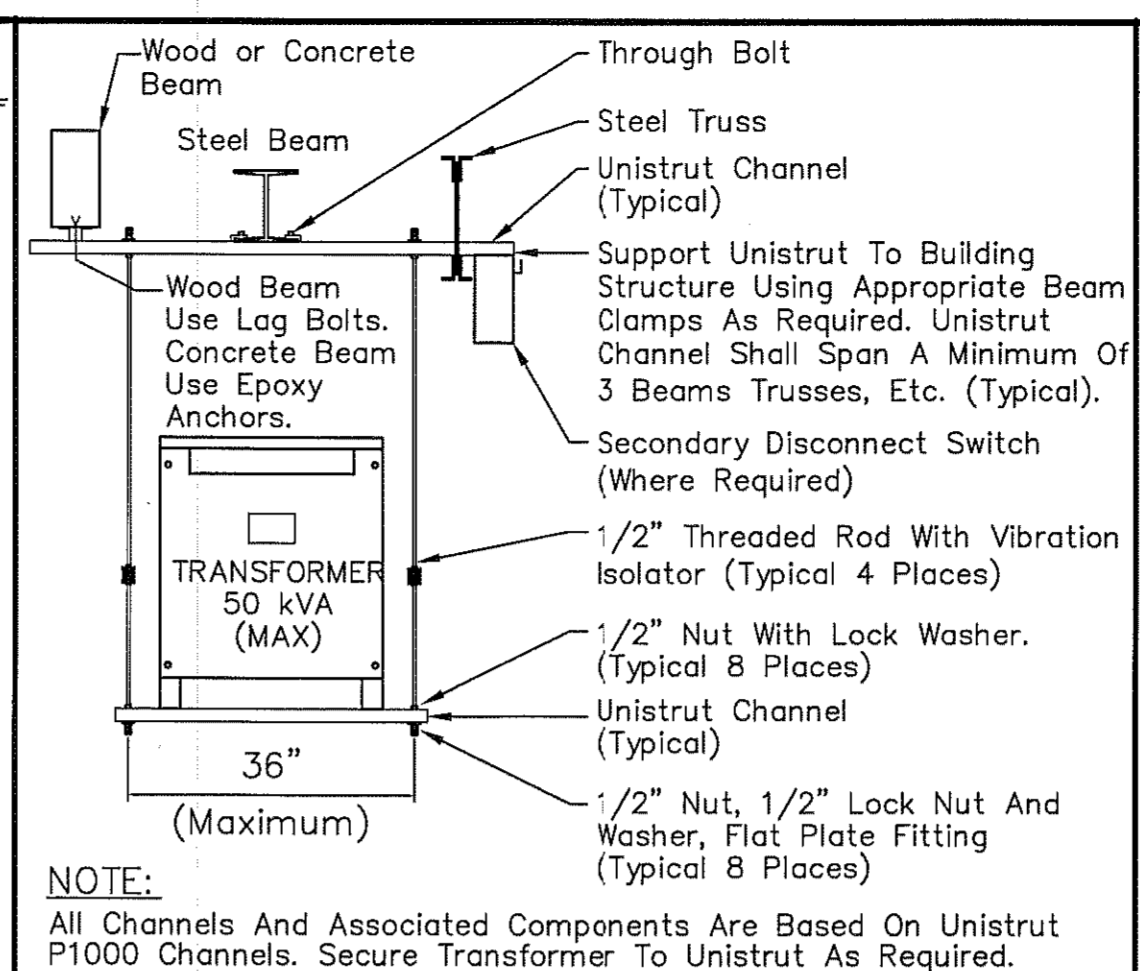 Wood or Concrete
Beam
Steel Beam
Through Bolt
Steel Truss
Unistrut Channel
(Typical)
Support Unistrut To Building
Structure Using Appropriate Beam
Clamps As Required. Unistrut
Channel Shall Span A Minimum Of
3 Beams Trusses, Etc. (Typical).
Wood Beam
Use Lag Bolts.
Concrete Beam
Use Epoxy
Anchors.
Secondary Disconnect Switch
(Where Required)
TRANSFORMER
50 kVA
(MAX)
1/2" Threaded Rod With Vibration
Isolator (Typical 4 Places)
1/2" Nut With Lock Washer.
(Typical 8 Places)
Unistrut Channel
(Typical)
36"
(Maximum)
1/2" Nut, 1/2" Lock Nut And
Washer, Flat Plate Fitting
(Typical 8 Places)
NOTE:
All Channels And Associated Components Are Based On Unistrut
P1000 Channels. Secure Transformer To Unistrut As Required.